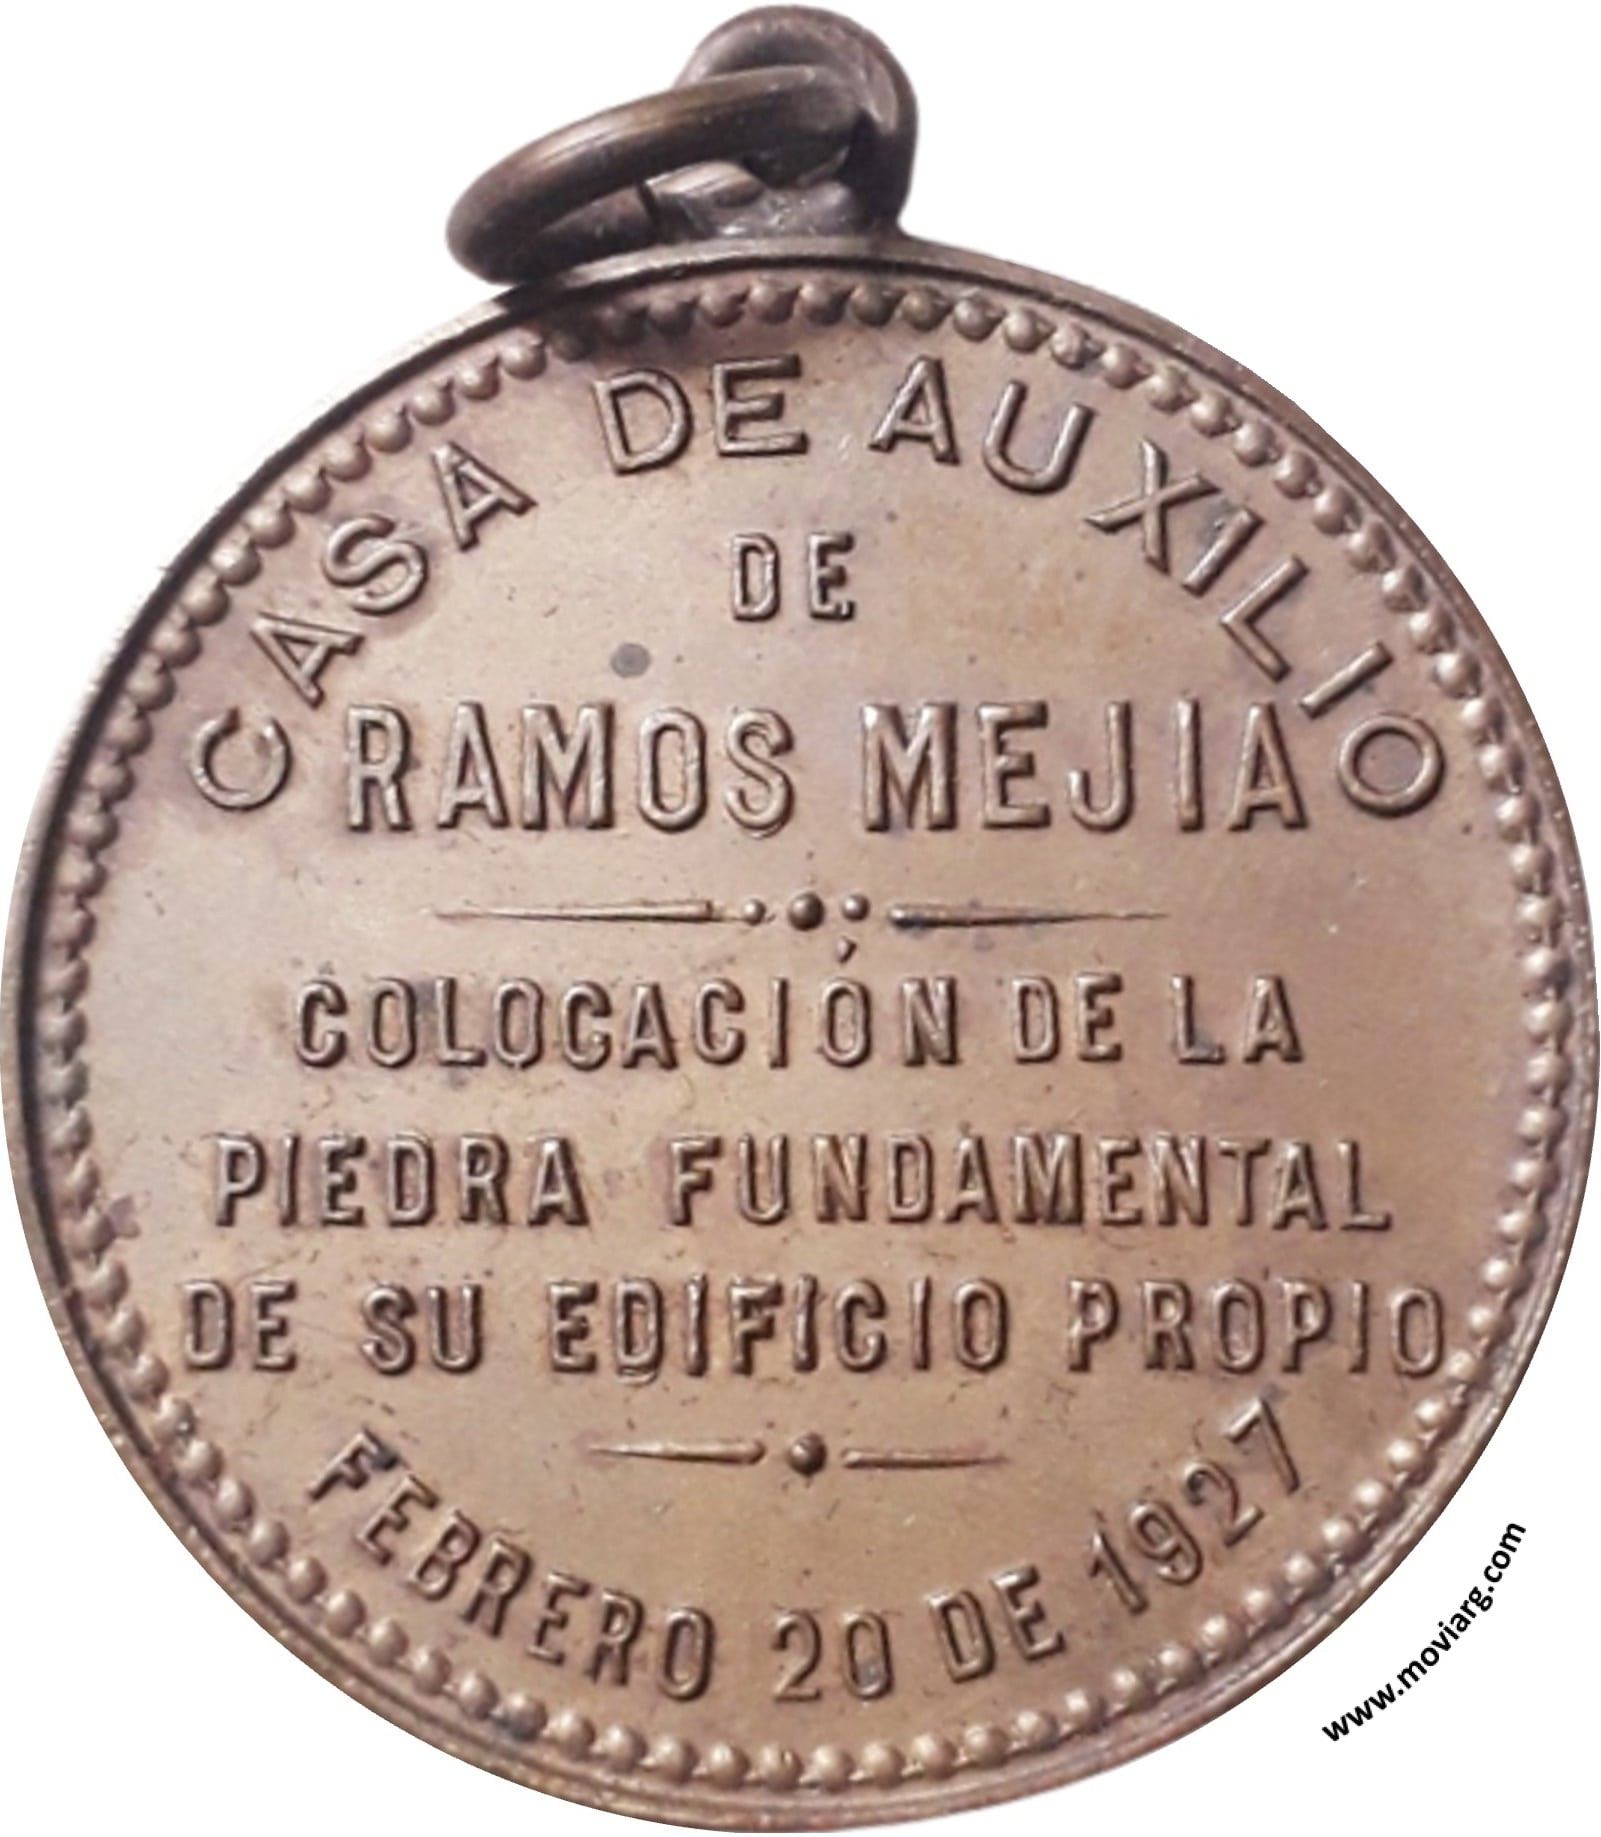 CASA DE AUXILIO
DE
RAMOS MEJIA
COLOCACIÓN DE LA
PIEDRA FUNDAMENTAL
DE SU EDIFICIO PROPIO
FEBRERO 20 DE 1927
www.moviarg.com